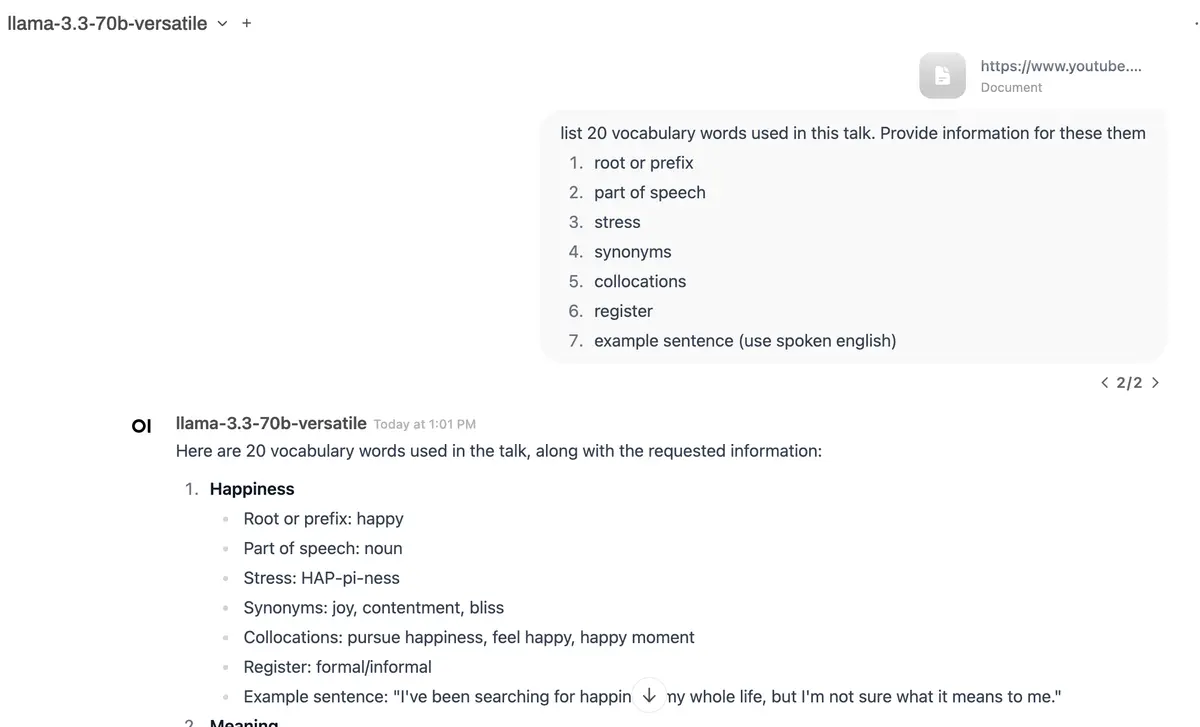 llama-3.3-70b-versatile
https://www.youtube....
Document
list 20 vocabulary words used in this talk. Provide information for these them
1. root or prefix
2. part of speech
3. stress
4. synonyms
5. collocations
6. register
7. example sentence (use spoken english)
2/2
OI llama-3.3-70b-versatile Today at 1:01 PM
Here are 20 vocabulary words used in the talk, along with the requested information:
1. Happiness
Root or prefix: happy
Part of speech: noun
Stress: HAP-pi-ness
Synonyms: joy, contentment, bliss
Collocations: pursue happiness, feel happy, happy moment
Register: formal/informal
Example sentence: "I've been searching for happin my whole life, but I'm not sure what it means to me."
2. Meaning